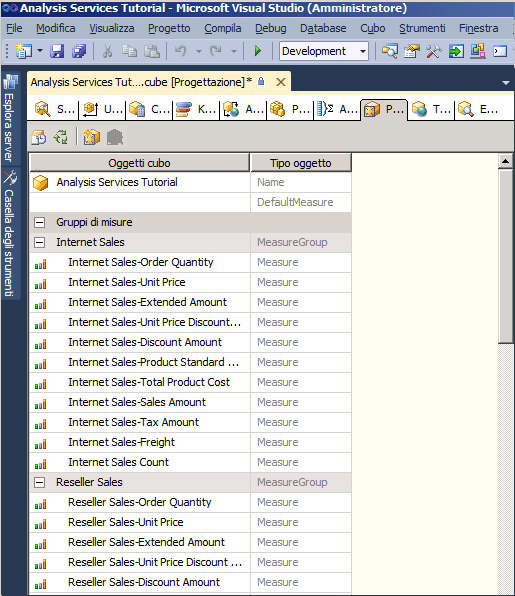 Analysis Services Tutorial - Microsoft Visual Studio (Amministratore)
File Modifica Visualizza Progetto Compila Debug Database Cubo Strumenti Finestra
Development
Analysis Services Tut....cube [Progettazione]*
S... U... C... K... A... P... A... P... T... E...
Esplora server
Casella degli strumenti
Oggetti cubo Tipo oggetto
Analysis Services Tutorial Name
DefaultMeasure
Gruppi di misure
Internet Sales MeasureGroup
Internet Sales-Order Quantity Measure
Internet Sales-Unit Price Measure
Internet Sales-Extended Amount Measure
Internet Sales-Unit Price Discount... Measure
Internet Sales-Discount Amount Measure
Internet Sales-Product Standard ... Measure
Internet Sales-Total Product Cost Measure
Internet Sales-Sales Amount Measure
Internet Sales-Tax Amount Measure
Internet Sales-Freight Measure
Internet Sales Count Measure
Reseller Sales MeasureGroup
Reseller Sales-Order Quantity Measure
Reseller Sales-Unit Price Measure
Reseller Sales-Extended Amount Measure
Reseller Sales-Unit Price Discount ... Measure
Reseller Sales-Discount Amount Measure